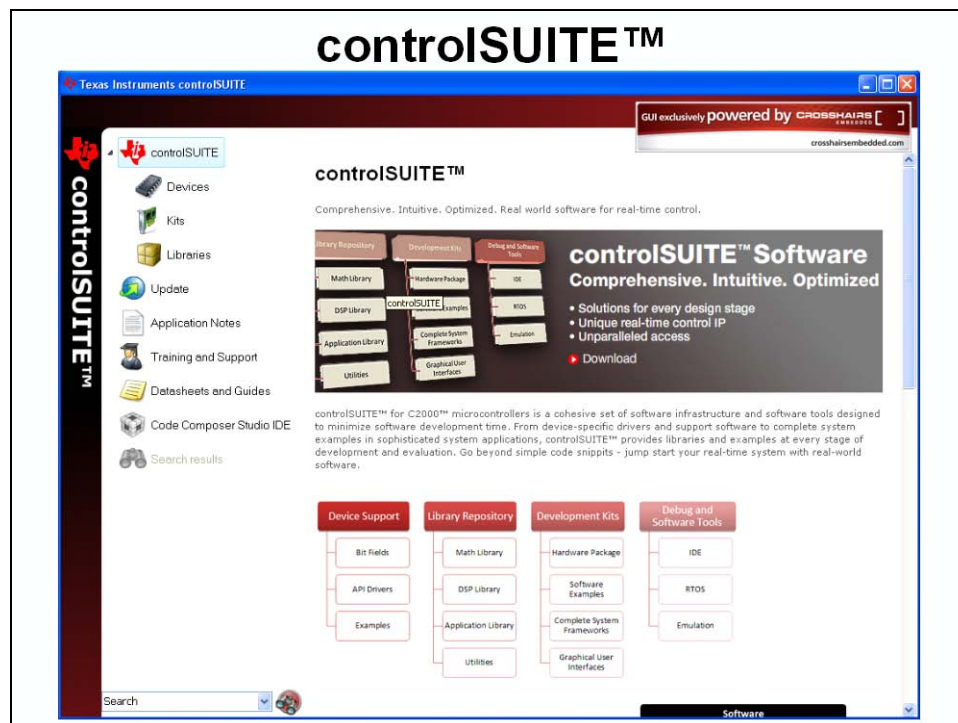 controlSUITE™
Texas Instruments controlSUITE
GUI exclusively powered by CROSSHAIRS EMBEDDED [ ]
crosshairsembedded.com
controlSUITE™
controlSUITE
Devices
Kits
Libraries
Update
Application Notes
Training and Support
Datasheets and Guides
Code Composer Studio IDE
Search results
Search
controlSUITE™
Comprehensive. Intuitive. Optimized. Real world software for real-time control.
Library Repository
Math Library
DSP Library
Application Library
Utilities
Development Kits
Hardware Package
controlSUITE
Complete System Frameworks
Graphical User Interfaces
Debug and Software Tools
IDE
RTOS
Emulation
controlSUITE™ Software
Comprehensive. Intuitive. Optimized
• Solutions for every design stage
• Unique real-time control IP
• Unparalleled access
Download
controlSUITE™ for C2000™ microcontrollers is a cohesive set of software infrastructure and software tools designed
to minimize software development time. From device-specific drivers and support software to complete system
examples in sophisticated system applications, controlSUITE™ provides libraries and examples at every stage of
development and evaluation. Go beyond simple code snippits - jump start your real-time system with real-world
software.
Device Support
Bit Fields
API Drivers
Examples
Library Repository
Math Library
DSP Library
Application Library
Utilities
Development Kits
Hardware Package
Software
Examples
Complete System
Frameworks
Graphical User
Interfaces
Debug and
Software Tools
IDE
RTOS
Emulation
Software